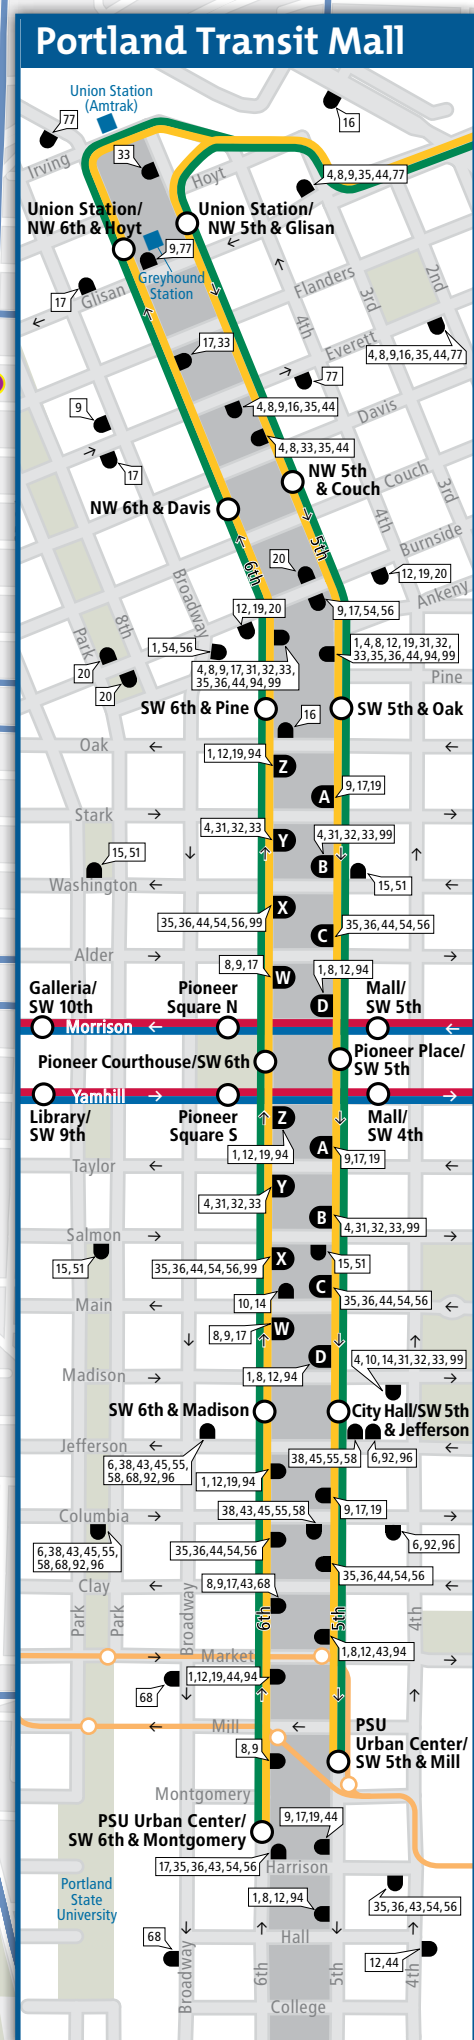 Portland Transit Mall
Union Station
(Amtrak)
77
16
Irving
33
Hoyt
4,8,9,35,44,77
Union Station/
NW 6th & Hoyt
Union Station/
NW 5th & Glisan
9,77
Greyhound
Station
17
Glisan
Flanders
3rd
2nd
4th
Everett
17,33
4,8,9,16,35,44,77
77
9
4,8,9,16,35,44
Davis
4,8,33,35,44
17
NW 5th
& Couch
Couch
3rd
NW 6th & Davis
4th
5th
Burnside
6th
20
12,19,20
Ankeny
Broadway
12,19,20
9,17,54,56
8th
Park
1,54,56
1,4,8,12,19,31,32,
33,35,36,44,94,99
20
4,8,9,17,31,32,33,
35,36,44,94,99
Pine
20
SW 6th & Pine
SW 5th & Oak
16
Oak
1,12,19,94
Z
A
9,17,19
Stark
4,31,32,33
Y
4,31,32,33,99
B
15,51
15,51
Washington
X
35,36,44,54,56,99
C
35,36,44,54,56
Alder
8,9,17
W
1,8,12,94
D
Galleria/
SW 10th
Pioneer
Square N
Mall/
SW 5th
Morrison
Pioneer Courthouse/SW 6th
Pioneer Place/
SW 5th
Yamhill
Library/
SW 9th
Pioneer
Square S
Mall/
SW 4th
Z
1,12,19,94
A
9,17,19
Taylor
Y
4,31,32,33
B
4,31,32,33,99
Salmon
15,51
35,36,44,54,56,99
X
15,51
C
35,36,44,54,56
10,14
Main
8,9,17
W
D
4,10,14,31,32,33,99
1,8,12,94
Madison
SW 6th & Madison
City Hall/SW 5th
& Jefferson
Jefferson
6,38,43,45,55,
58,68,92,96
38,45,55,58
6,92,96
1,12,19,94
38,43,45,55,58
9,17,19
Columbia
6,38,43,45,55,
58,68,92,96
35,36,44,54,56
6,92,96
35,36,44,54,56
Clay
8,9,17,43,68
Park
Park
Broadway
6th
5th
4th
1,8,12,43,94
Market
1,12,19,44,94
68
Mill
PSU
Urban Center/
SW 5th & Mill
8,9
Montgomery
PSU Urban Center/
SW 6th & Montgomery
9,17,19,44
17,35,36,43,54,56
Harrison
Portland
State
University
1,8,12,94
35,36,43,54,56
68
Hall
12,44
Broadway
6th
5th
4th
College